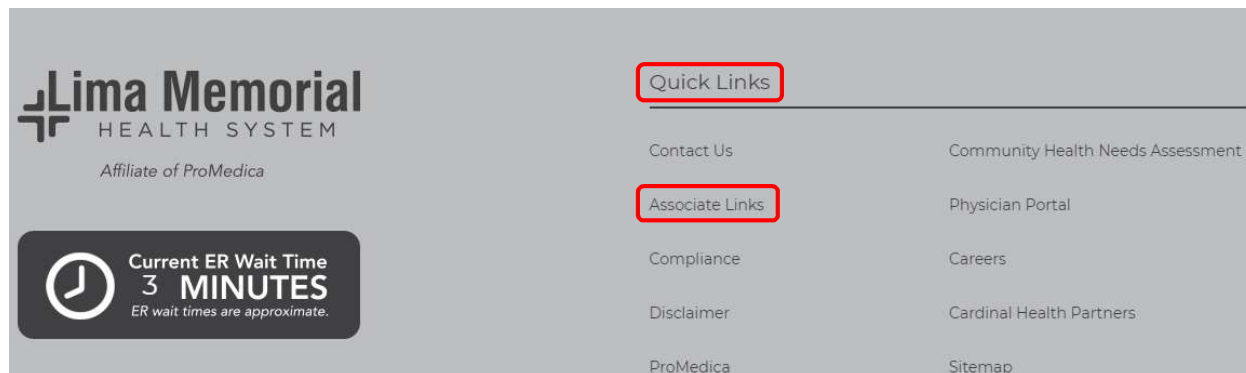 Lima Memorial
HEALTH SYSTEM
Affiliate of ProMedica
Current ER Wait Time
3 MINUTES
ER wait times are approximate.
Quick Links
Contact Us
Associate Links
Compliance
Disclaimer
ProMedica
Community Health Needs Assessment
Physician Portal
Careers
Cardinal Health Partners
Sitemap